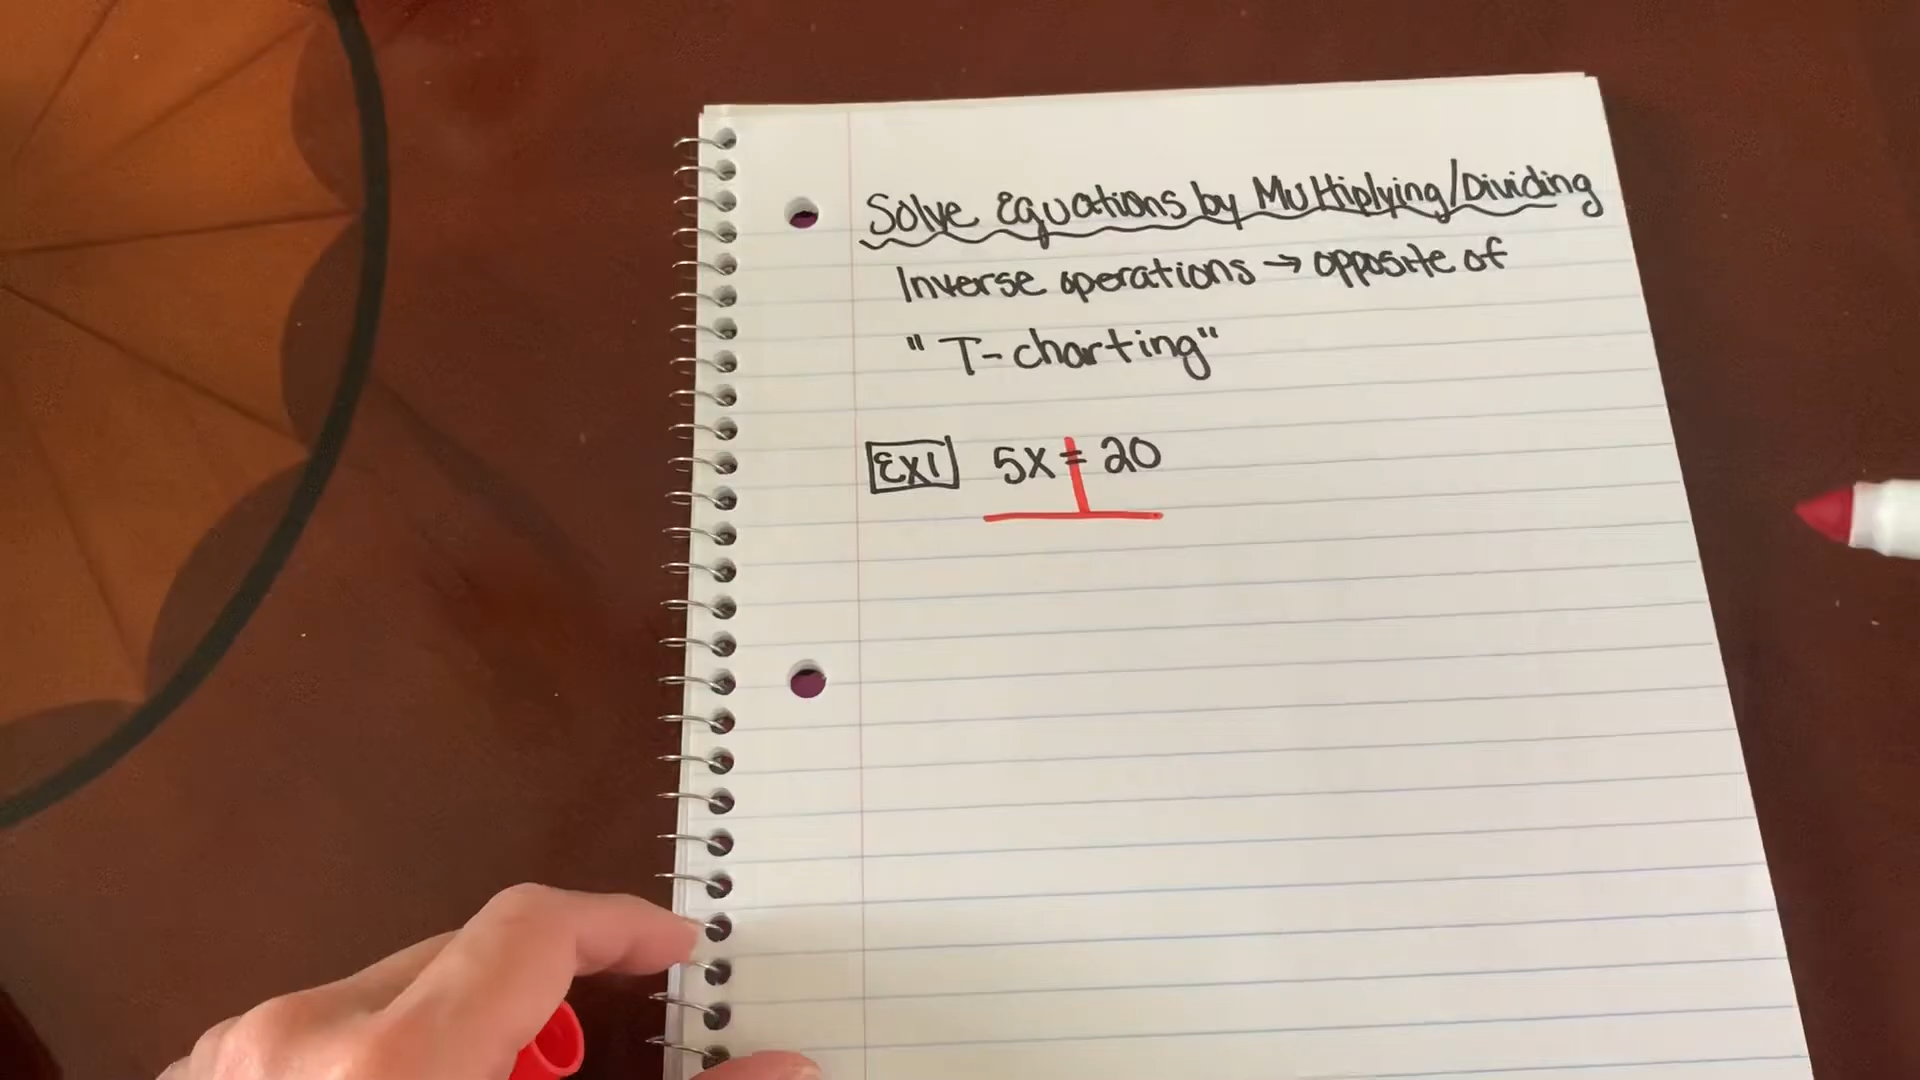 Solve Equations by Multiplying/Dividing
Inverse operations → opposite of
"T-charting"
EX1 5x = 20